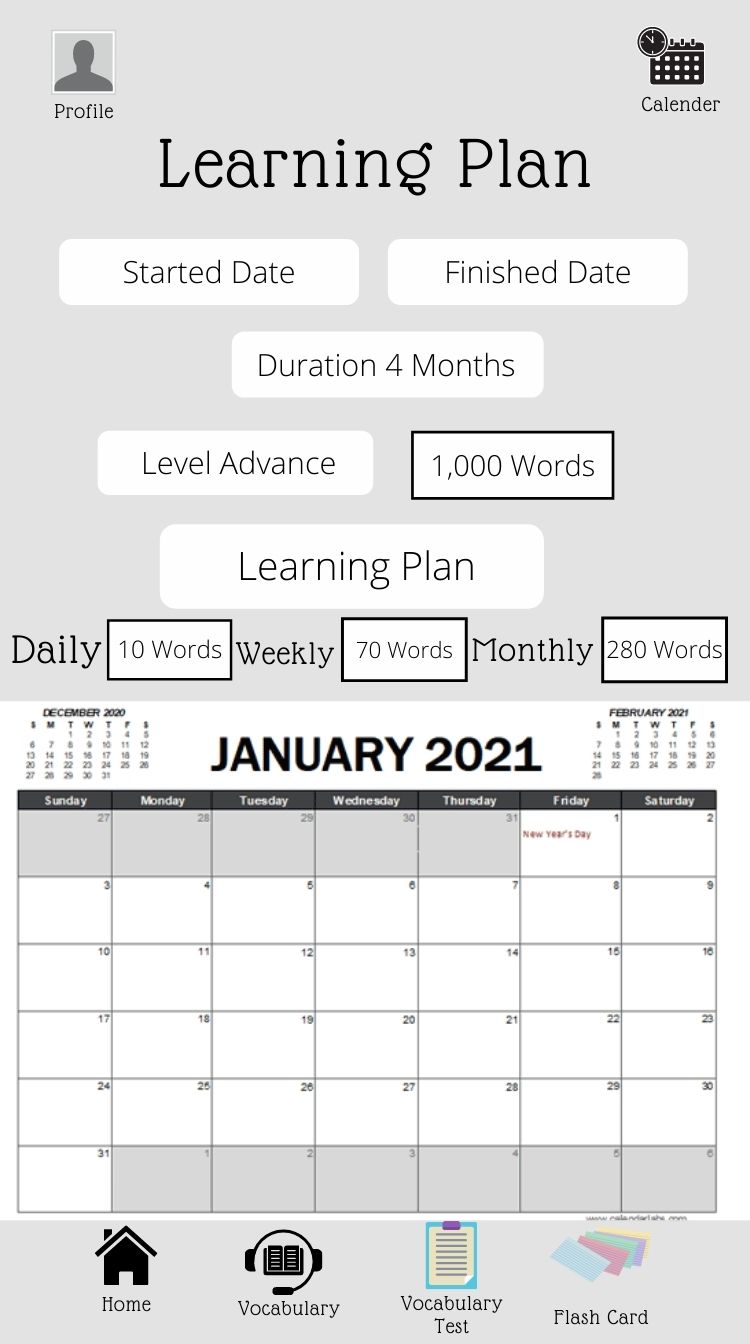 Profile
Calender
Learning Plan
Started Date Finished Date
Duration 4 Months
Level Advance 1,000 Words
Learning Plan
Daily 10 Words Weekly 70 Words Monthly 280 Words
DECEMBER 2020
S M T W T F S
1 2 3 4 5
6 7 8 9 10 11 12
13 14 15 16 17 18 19
20 21 22 23 24 25 26
27 28 29 30 31
JANUARY 2021
FEBRUARY 2021
S M T W T F S
1 2 3 4 5 6
7 8 9 10 11 12 13
14 15 16 17 18 19 20
21 22 23 24 25 26 27
28
Sunday Monday Tuesday Wednesday Thursday Friday Saturday
27 28 29 30 31 1 2
New Year's Day
3 4 5 6 7 8 9
10 11 12 13 14 15 16
17 18 19 20 21 22 23
24 25 26 27 28 29 30
31 1 2 3 4 5 6
www.calendarlabs.com
Home
Vocabulary
Vocabulary
Test
Flash Card